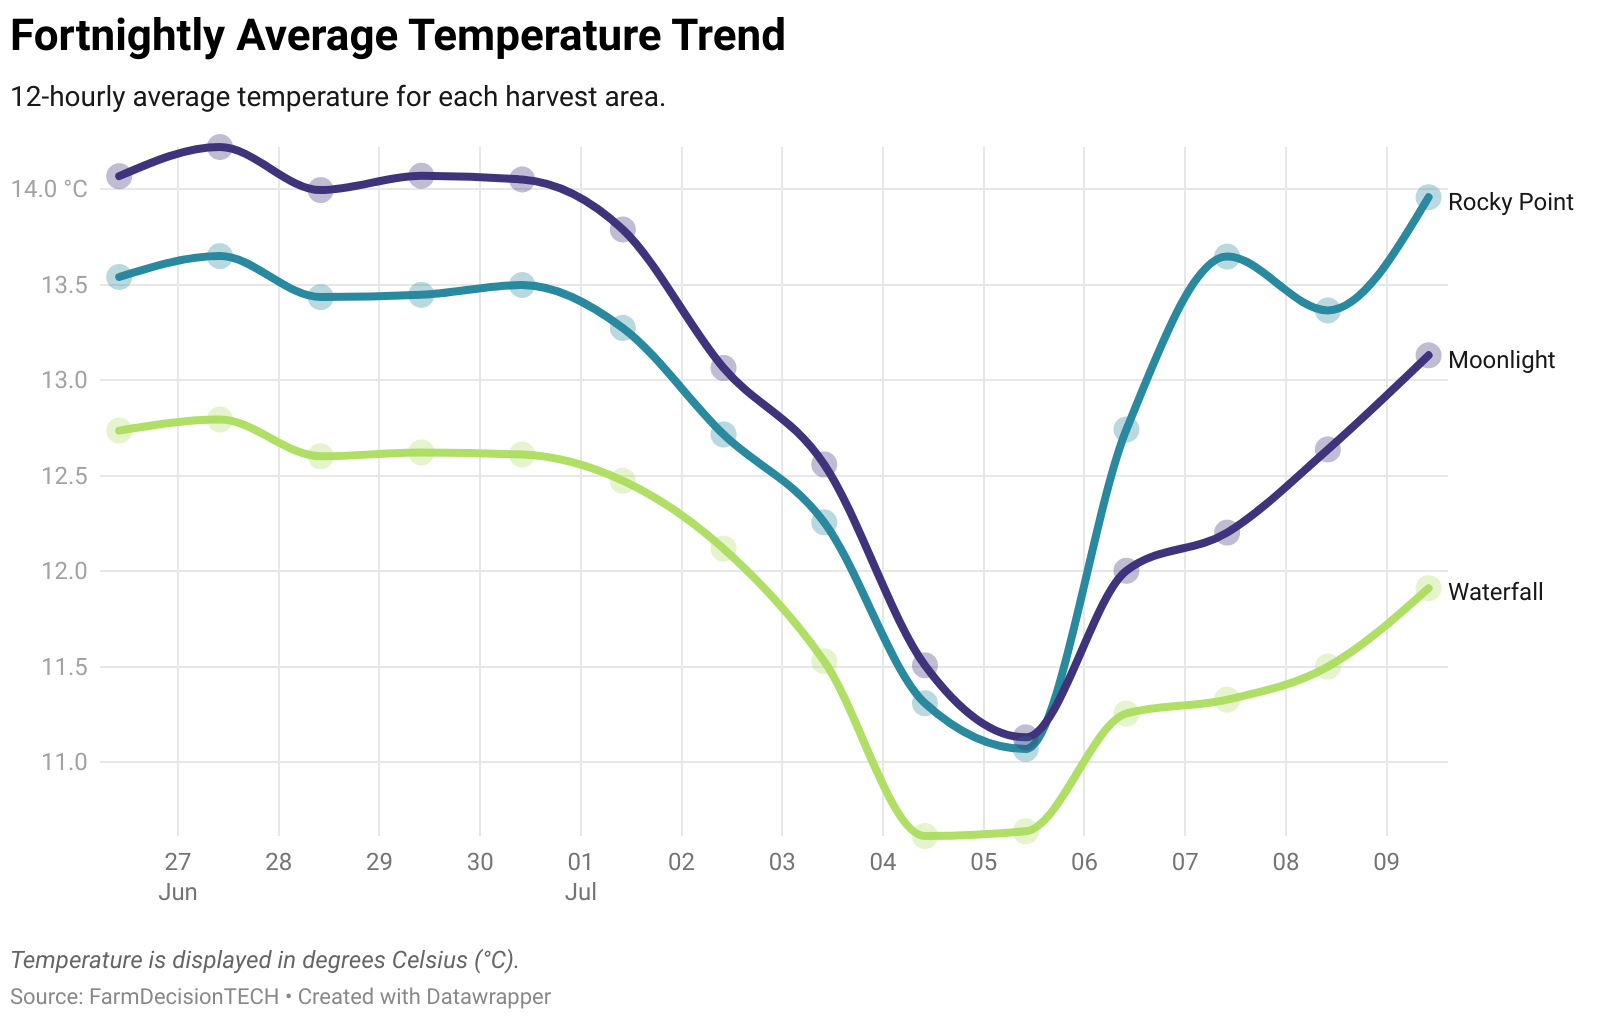 Fortnightly Average Temperature Trend
12-hourly average temperature for each harvest area.
14.0 °C
13.5
13.0
12.5
12.0
11.5
11.0
Rocky Point
Moonlight
Waterfall
27 28 29 30 01 02 03 04 05 06 07 08 09
Jun Jul
Temperature is displayed in degrees Celsius (°C).
Source: FarmDecisionTECH • Created with Datawrapper